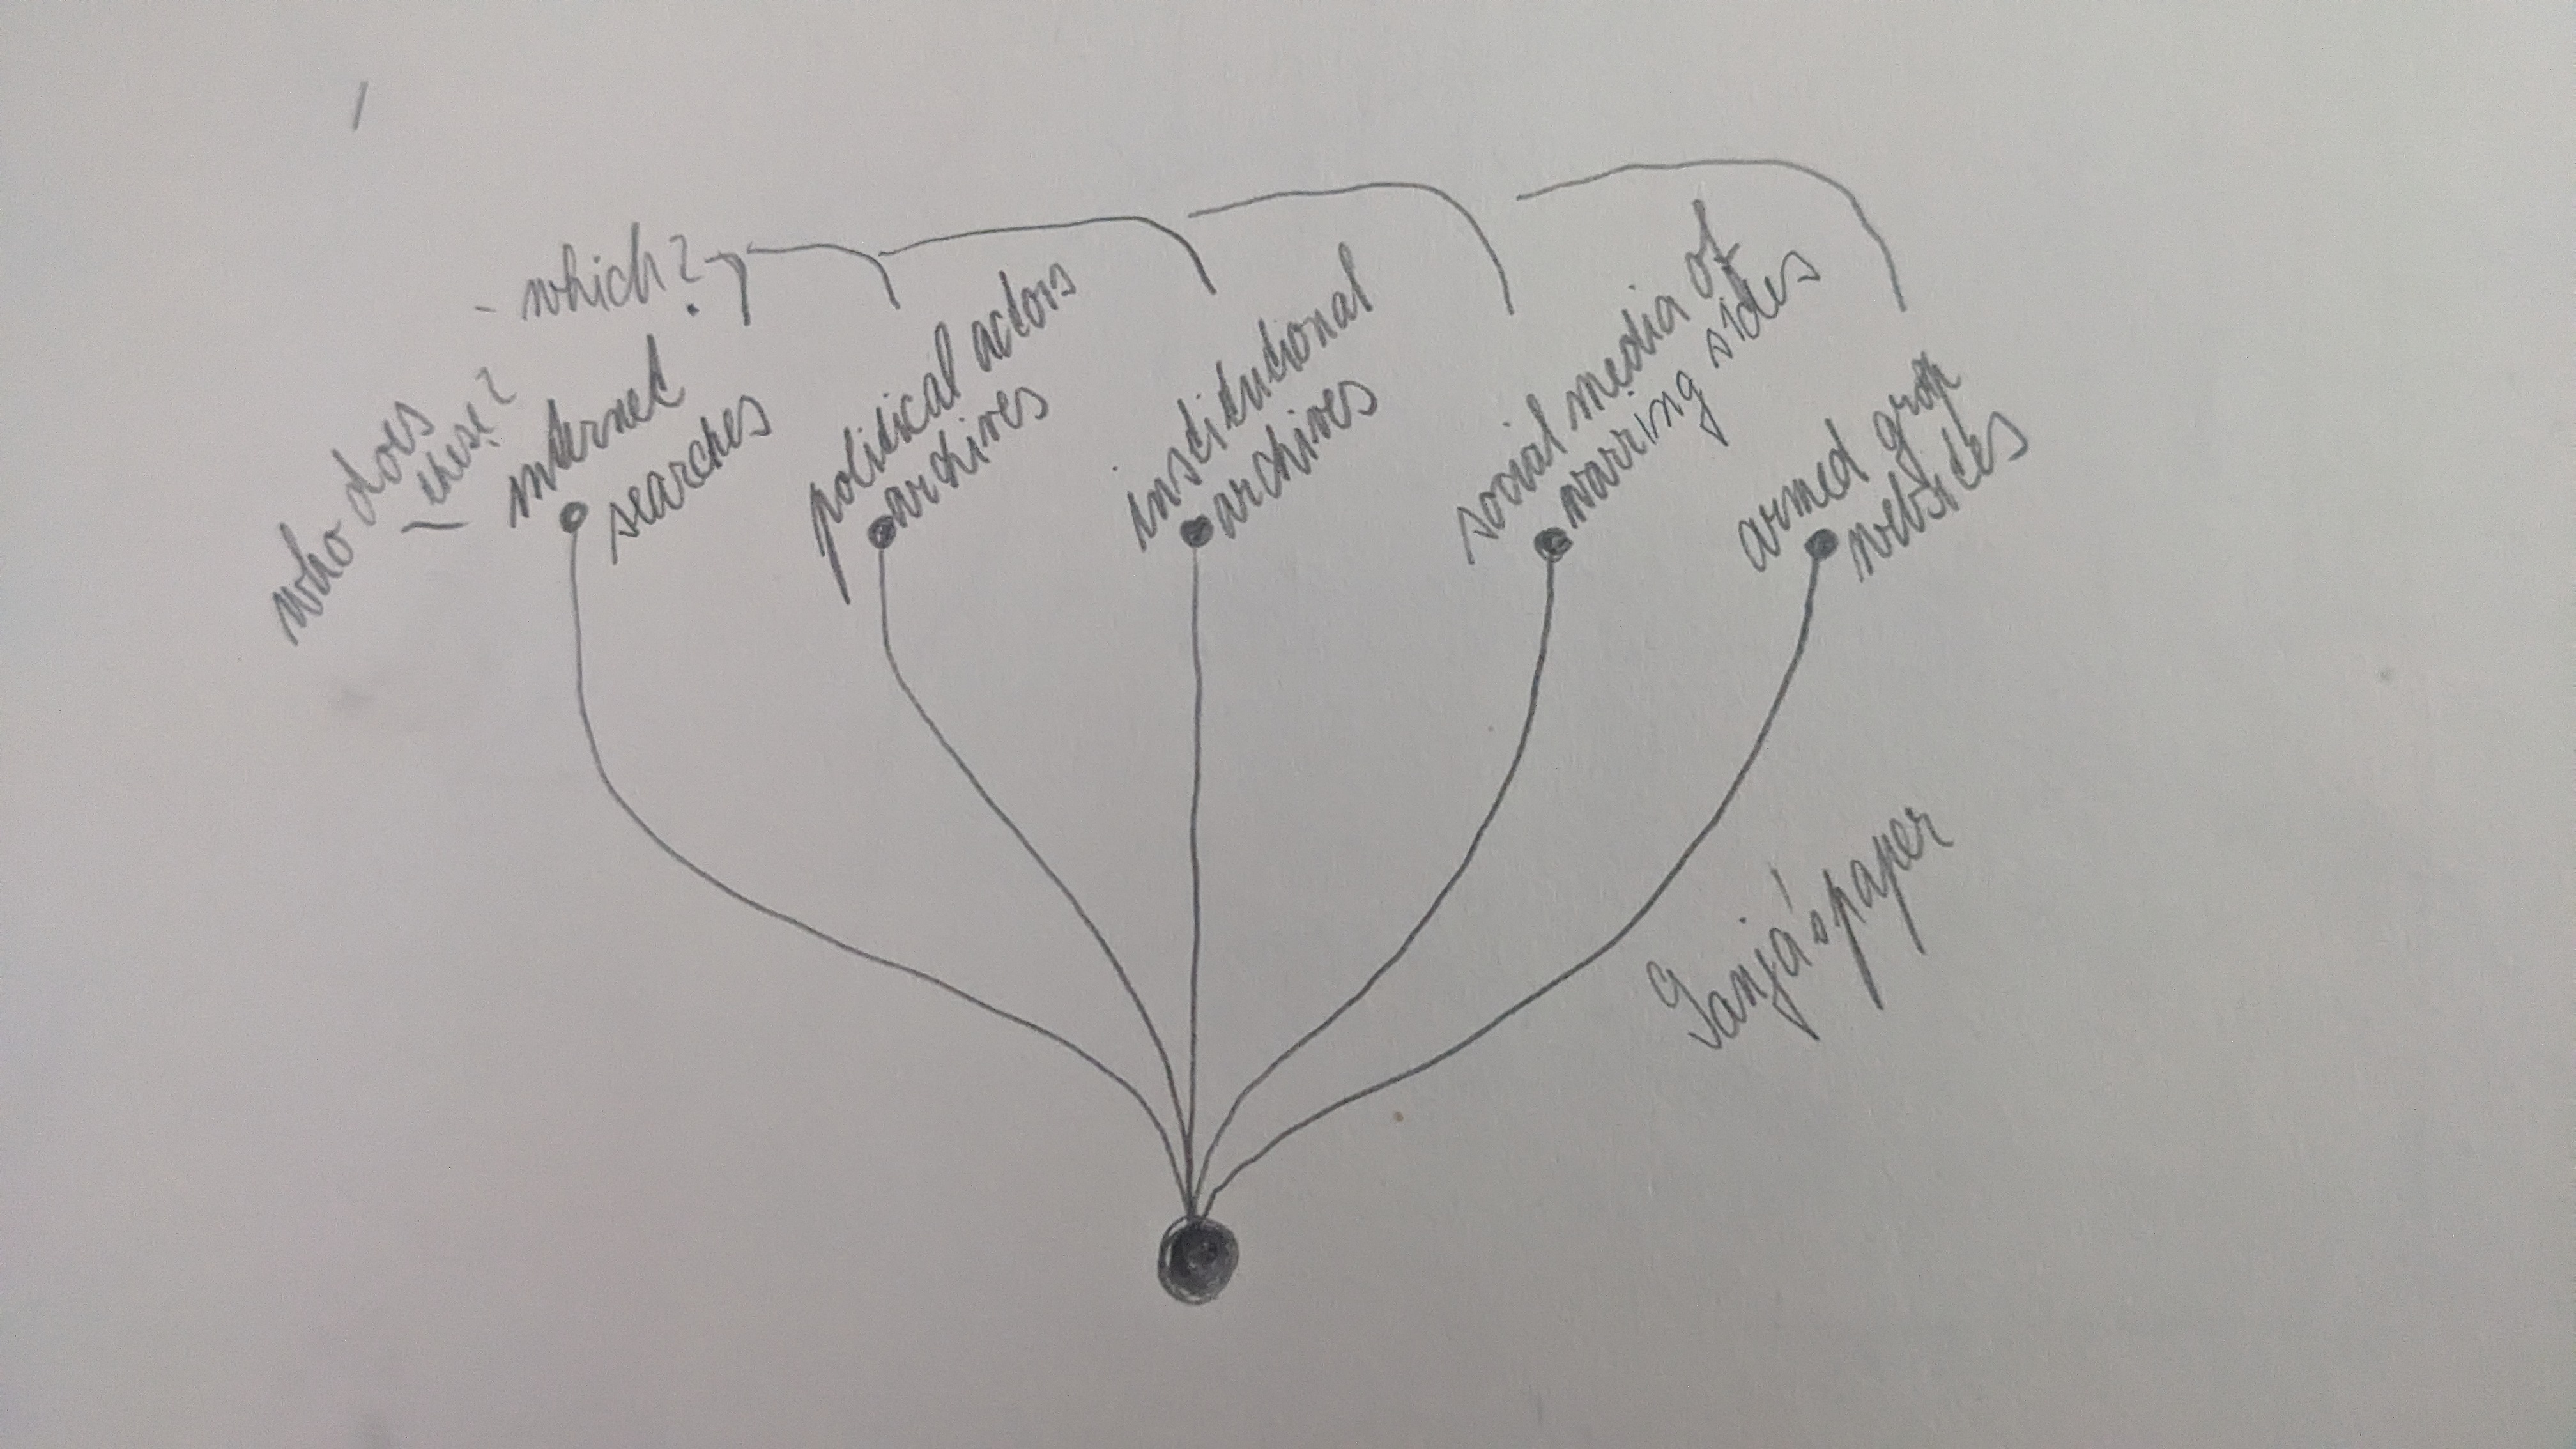 - which?
who does
these?
internet
searches
political actors
archives
institutional
archives
social media of
warring sides
armed group
websites
Tanja's paper